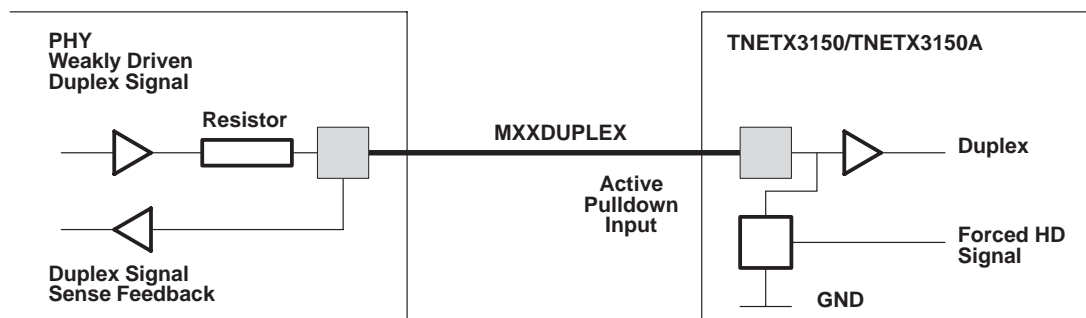 PHY
Weakly Driven
Duplex Signal
Resistor
Duplex Signal
Sense Feedback
MXXDUPLEX
Active
Pulldown
Input
TNETX3150/TNETX3150A
Duplex
Forced HD
Signal
GND